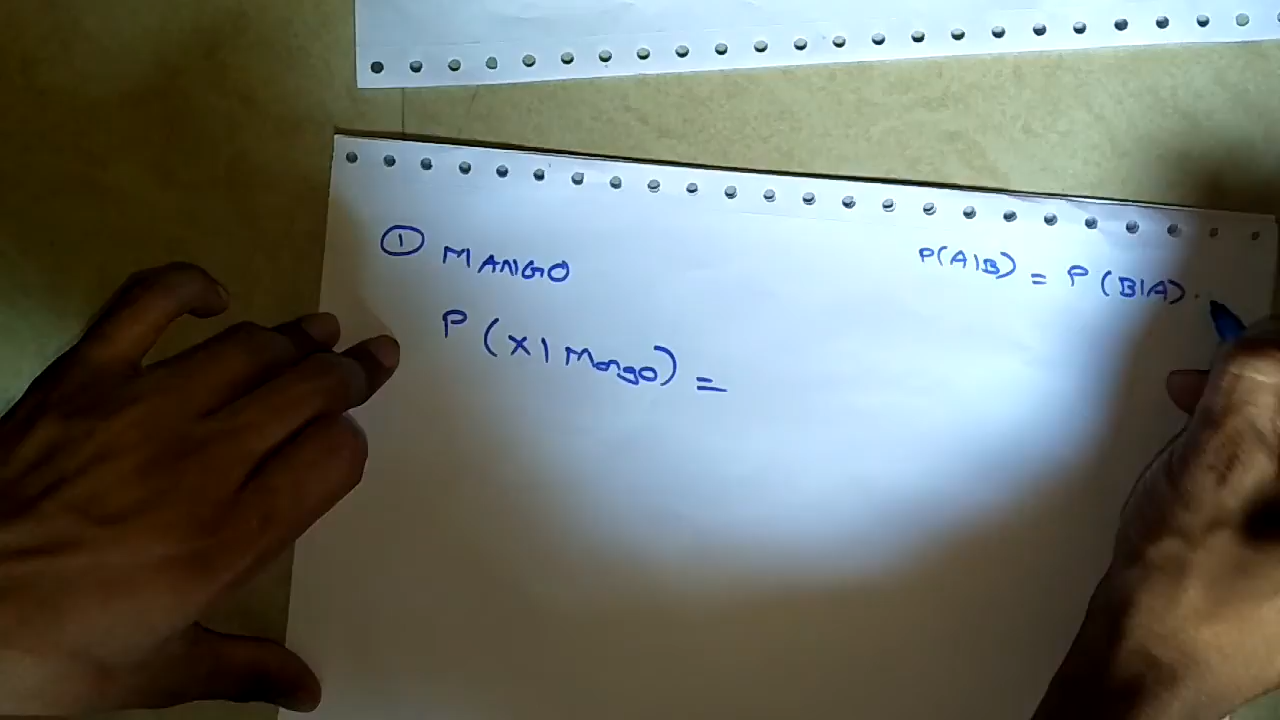 ① MANGO
P(A|B) = P(B|A).
P(X|Mango) =